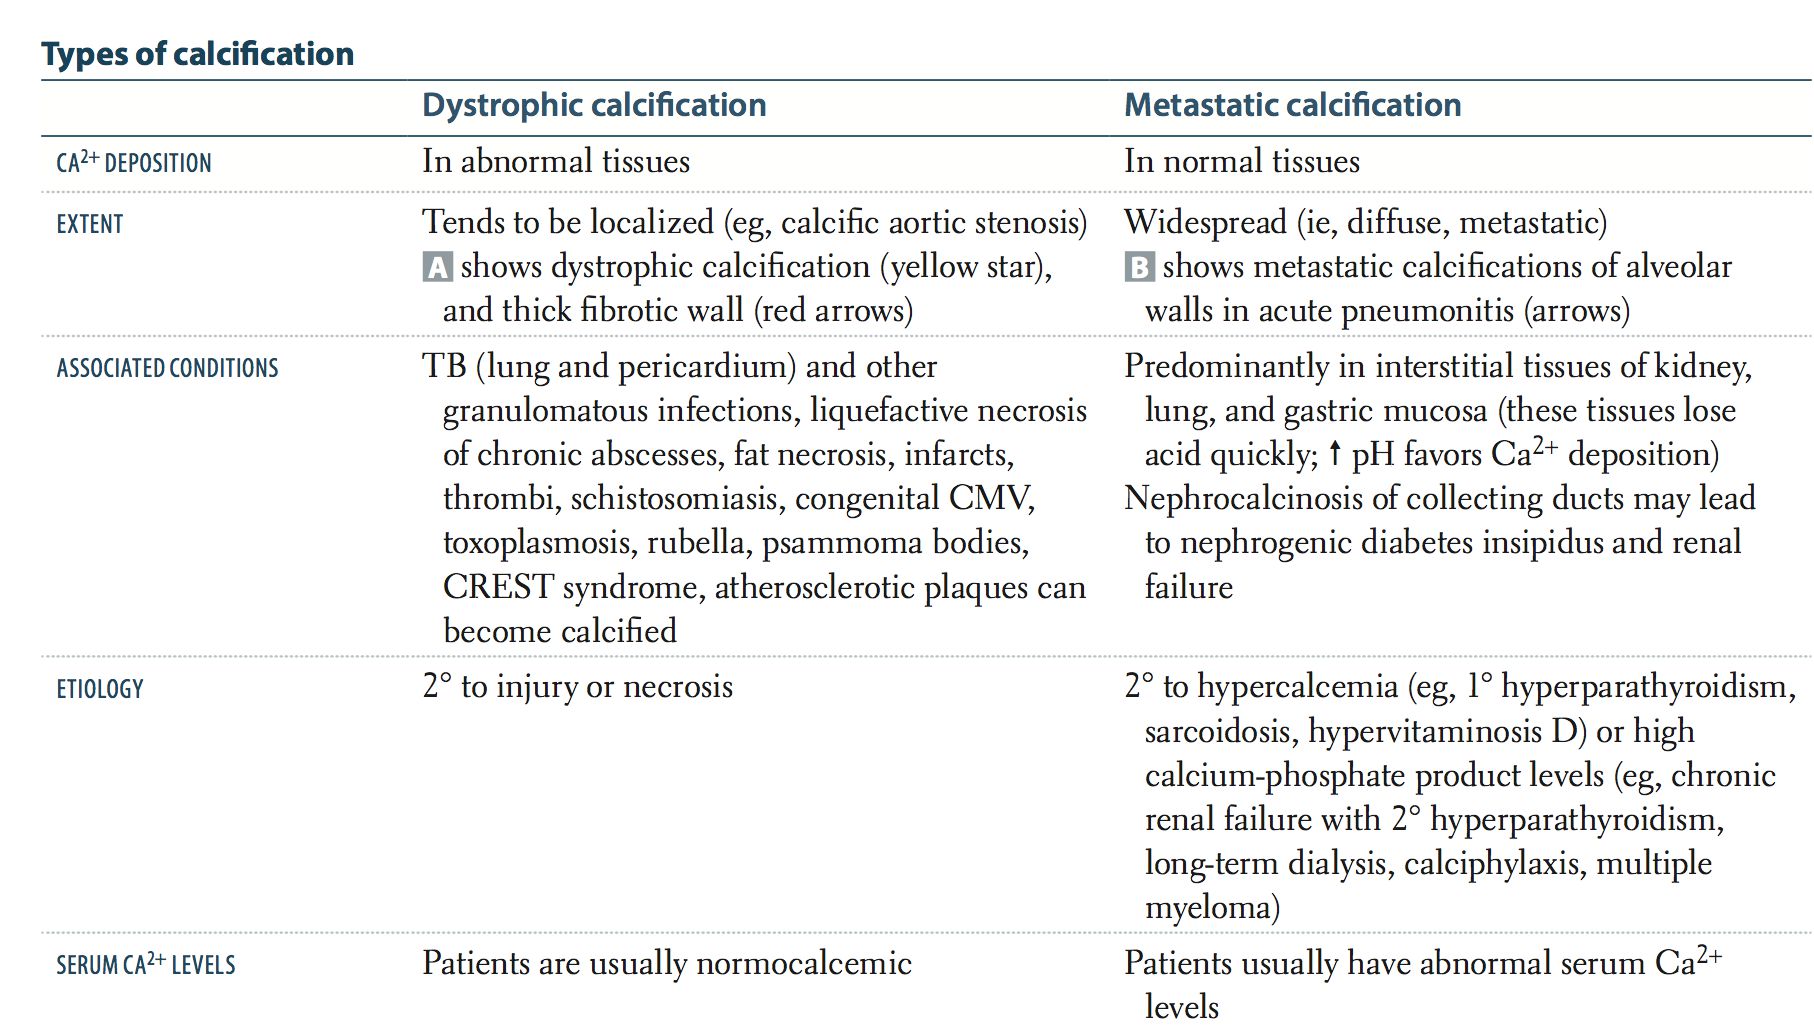 Types of calcification
Dystrophic calcification
Metastatic calcification
CA2+ DEPOSITION
In abnormal tissues
In normal tissues
EXTENT
Tends to be localized (eg, calcific aortic stenosis)
A shows dystrophic calcification (yellow star),
and thick fibrotic wall (red arrows)
Widespread (ie, diffuse, metastatic)
B shows metastatic calcifications of alveolar
walls in acute pneumonitis (arrows)
ASSOCIATED CONDITIONS
TB (lung and pericardium) and other
granulomatous infections, liquefactive necrosis
of chronic abscesses, fat necrosis, infarcts,
thrombi, schistosomiasis, congenital CMV,
toxoplasmosis, rubella, psammoma bodies,
CREST syndrome, atherosclerotic plaques can
become calcified
Predominantly in interstitial tissues of kidney,
lung, and gastric mucosa (these tissues lose
acid quickly; ↑ pH favors Ca2+ deposition)
Nephrocalcinosis of collecting ducts may lead
to nephrogenic diabetes insipidus and renal
failure
ETIOLOGY
2° to injury or necrosis
2° to hypercalcemia (eg, 1° hyperparathyroidism,
sarcoidosis, hypervitaminosis D) or high
calcium-phosphate product levels (eg, chronic
renal failure with 2° hyperparathyroidism,
long-term dialysis, calciphylaxis, multiple
myeloma)
SERUM CA2+ LEVELS
Patients are usually normocalcemic
Patients usually have abnormal serum Ca2+
levels